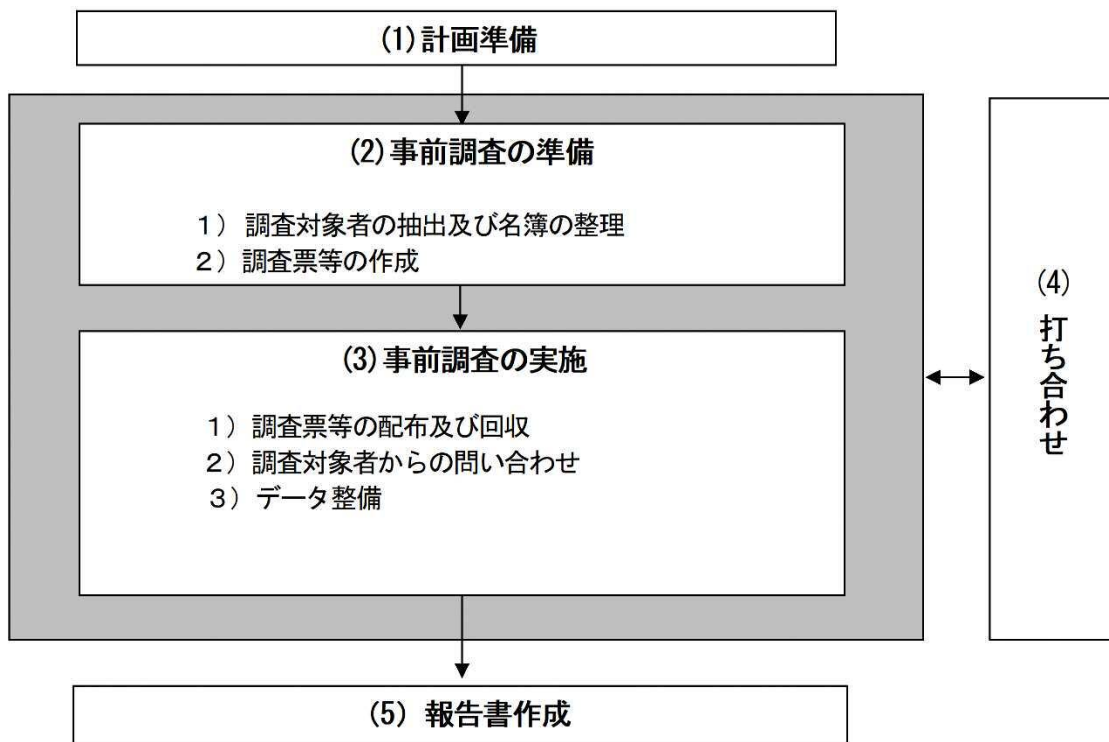 (1)計画準備
(2)事前調査の準備
1）調査対象者の抽出及び名簿の整理
2）調査票等の作成
(3)事前調査の実施
1）調査票等の配布及び回収
2）調査対象者からの問い合わせ
3）データ整備
(4)打ち合わせ
(5) 報告書作成